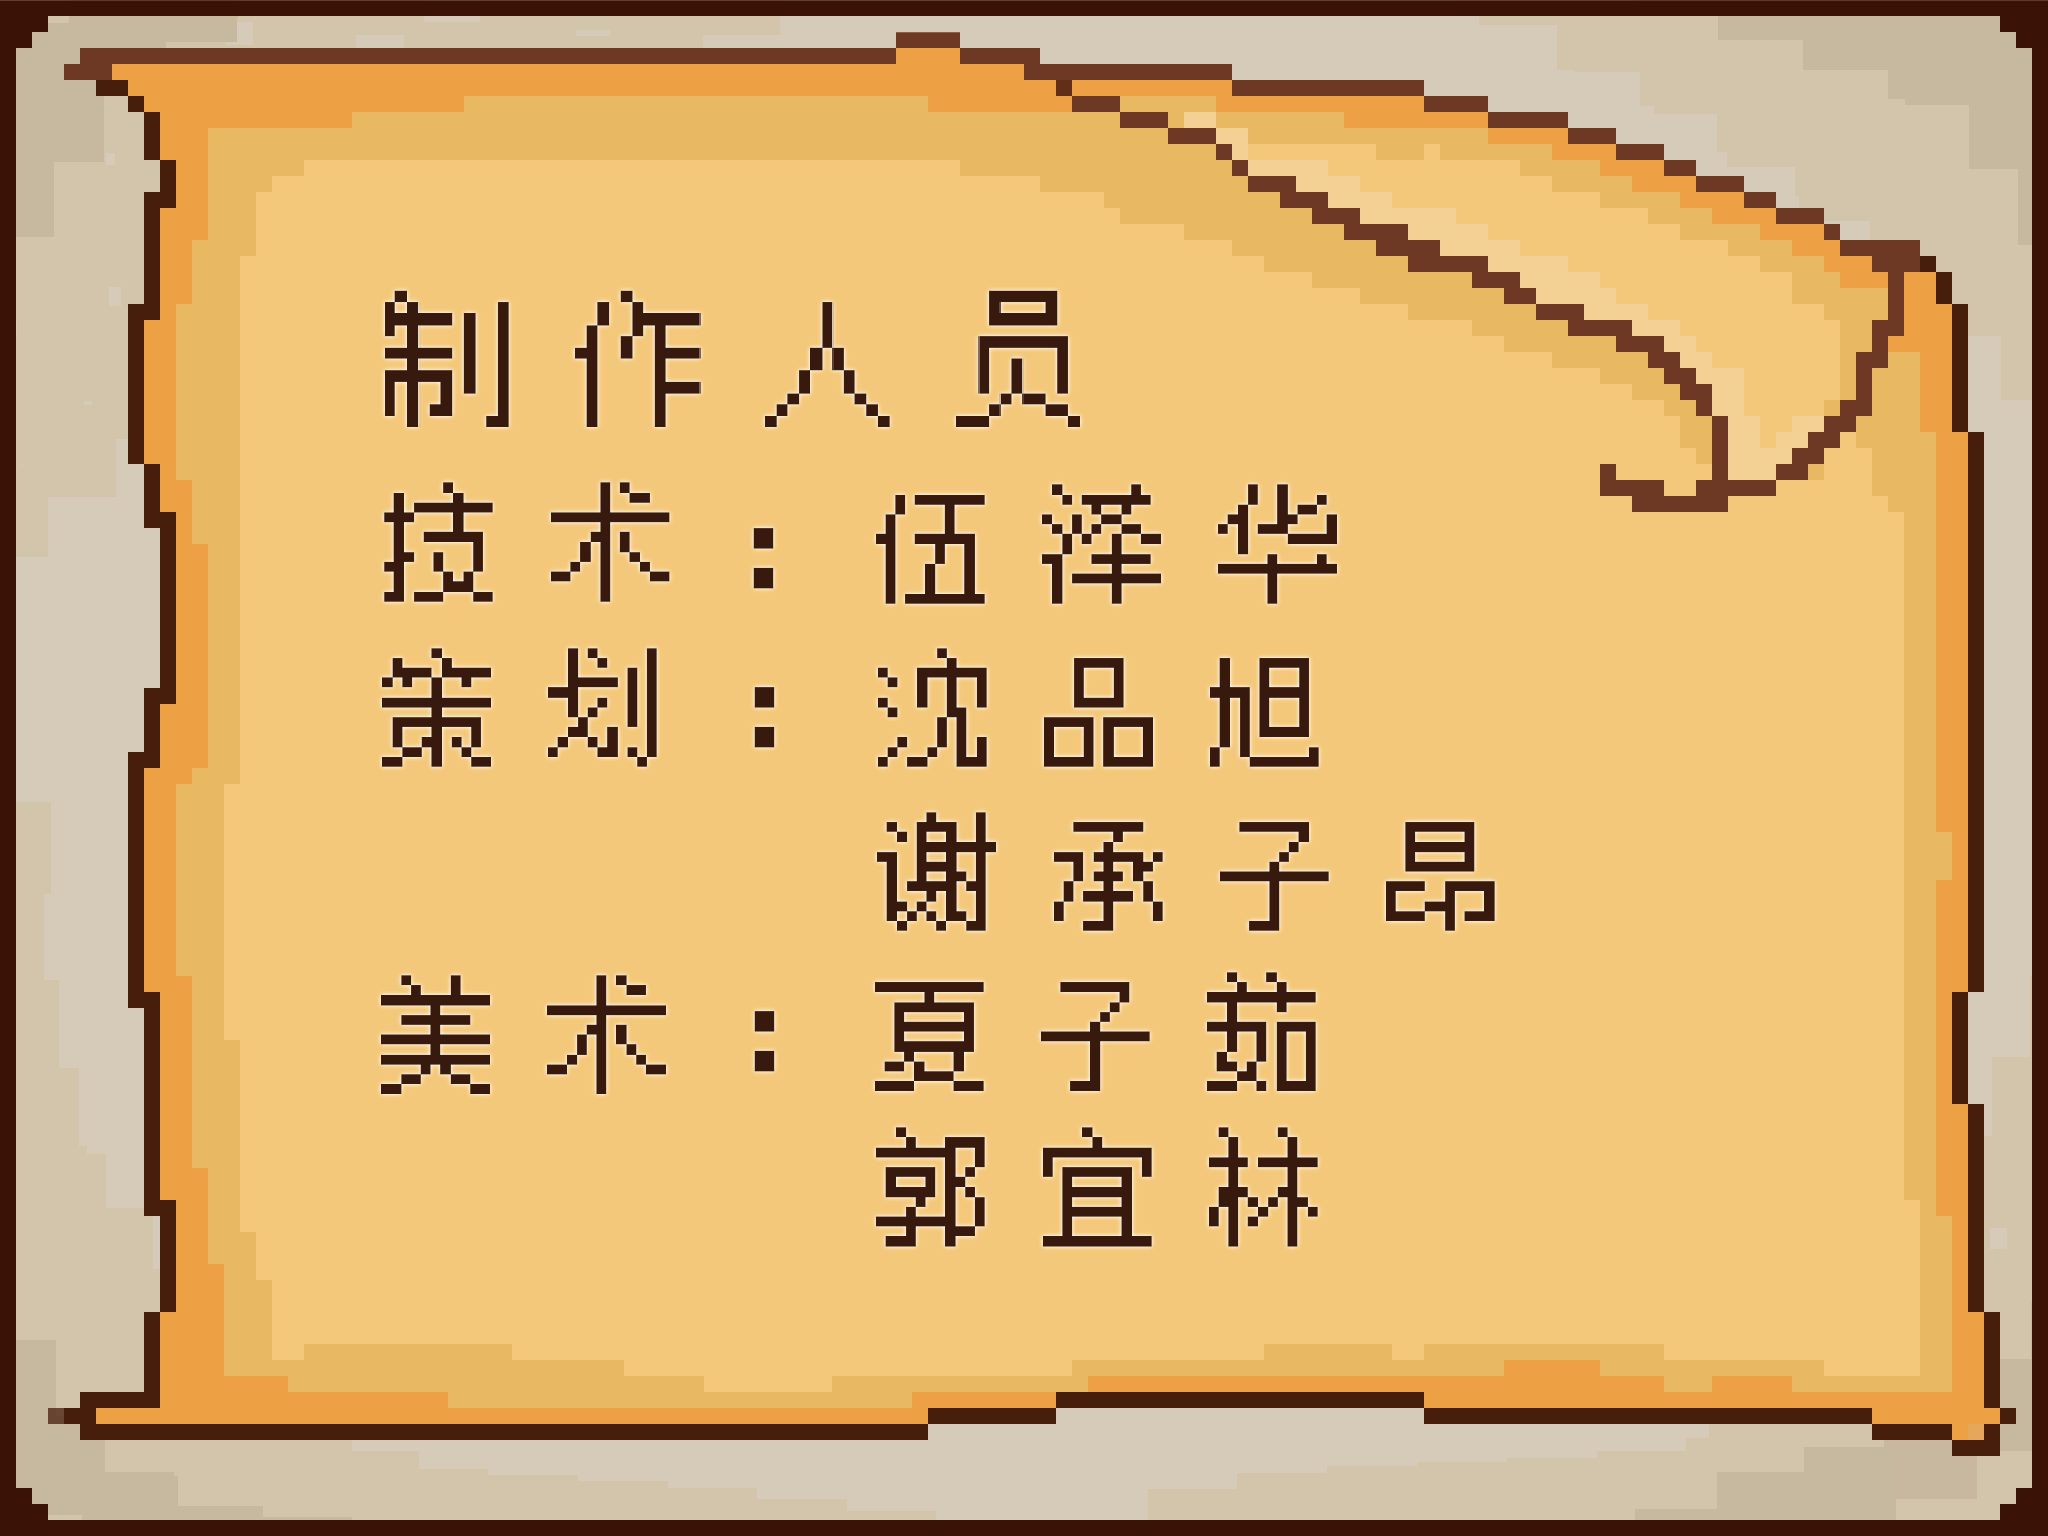 制作人员
技术：伍泽华
策划：沈品旭
谢承子昂
美术：夏子茹
郭宜林